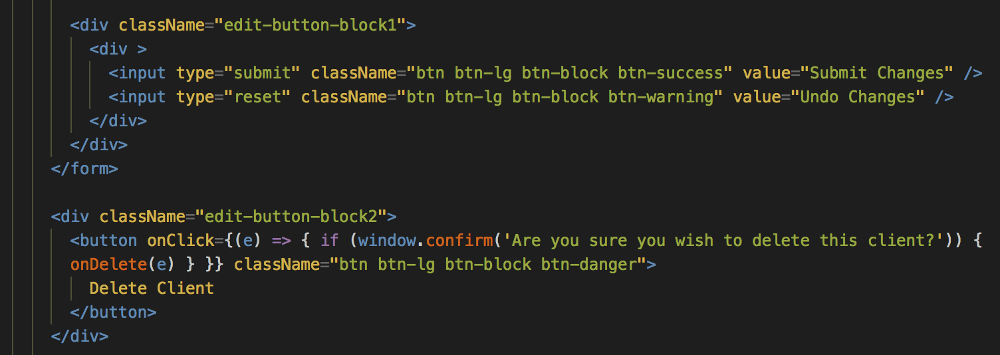 <div className="edit-button-block1">
<div >
<input type="submit" className="btn btn-lg btn-block btn-success" value="Submit Changes" />
<input type="reset" className="btn btn-lg btn-block btn-warning" value="Undo Changes" />
</div>
</div>
</form>
<div className="edit-button-block2">
<button onClick={(e) => { if (window.confirm('Are you sure you wish to delete this client?')) {
onDelete(e) } }} className="btn btn-lg btn-block btn-danger">
Delete Client
</button>
</div>